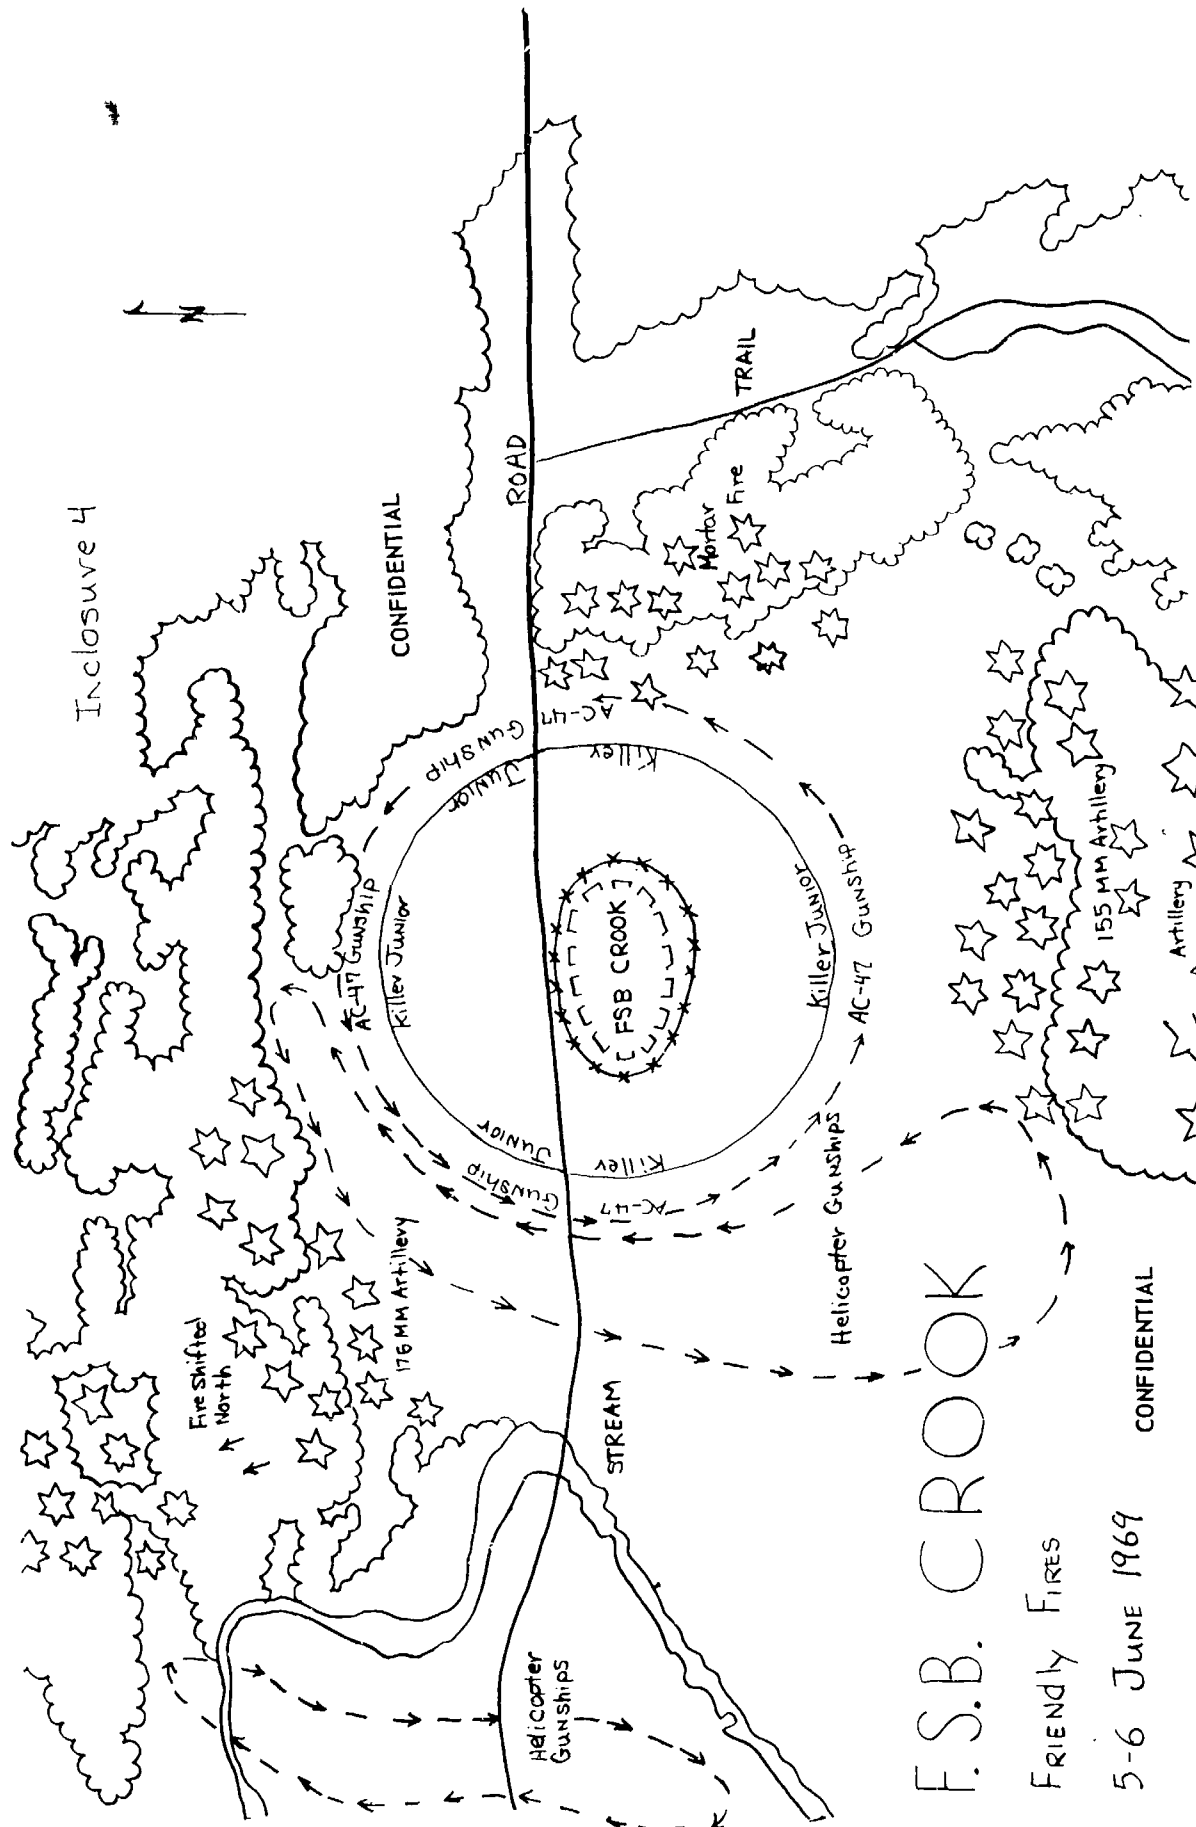 Inclosure 4
N
CONFIDENTIAL
Fire Shifted
North
176 MM Artillery
AC-47 Gunship
Killer Junior
Gunship
Junior
Gunship
Junior
ROAD
STREAM
FSB CROOK
AC-47
Killer
AC-47
Killer
Helicopter
Gunships
Mortar
Fire
TRAIL
Killer Junior
AC-47 Gunship
Helicopter Gunships
155 MM Artillery
Artillery
F.S.B. CROOK
Friendly Fires
5-6 June 1969
CONFIDENTIAL